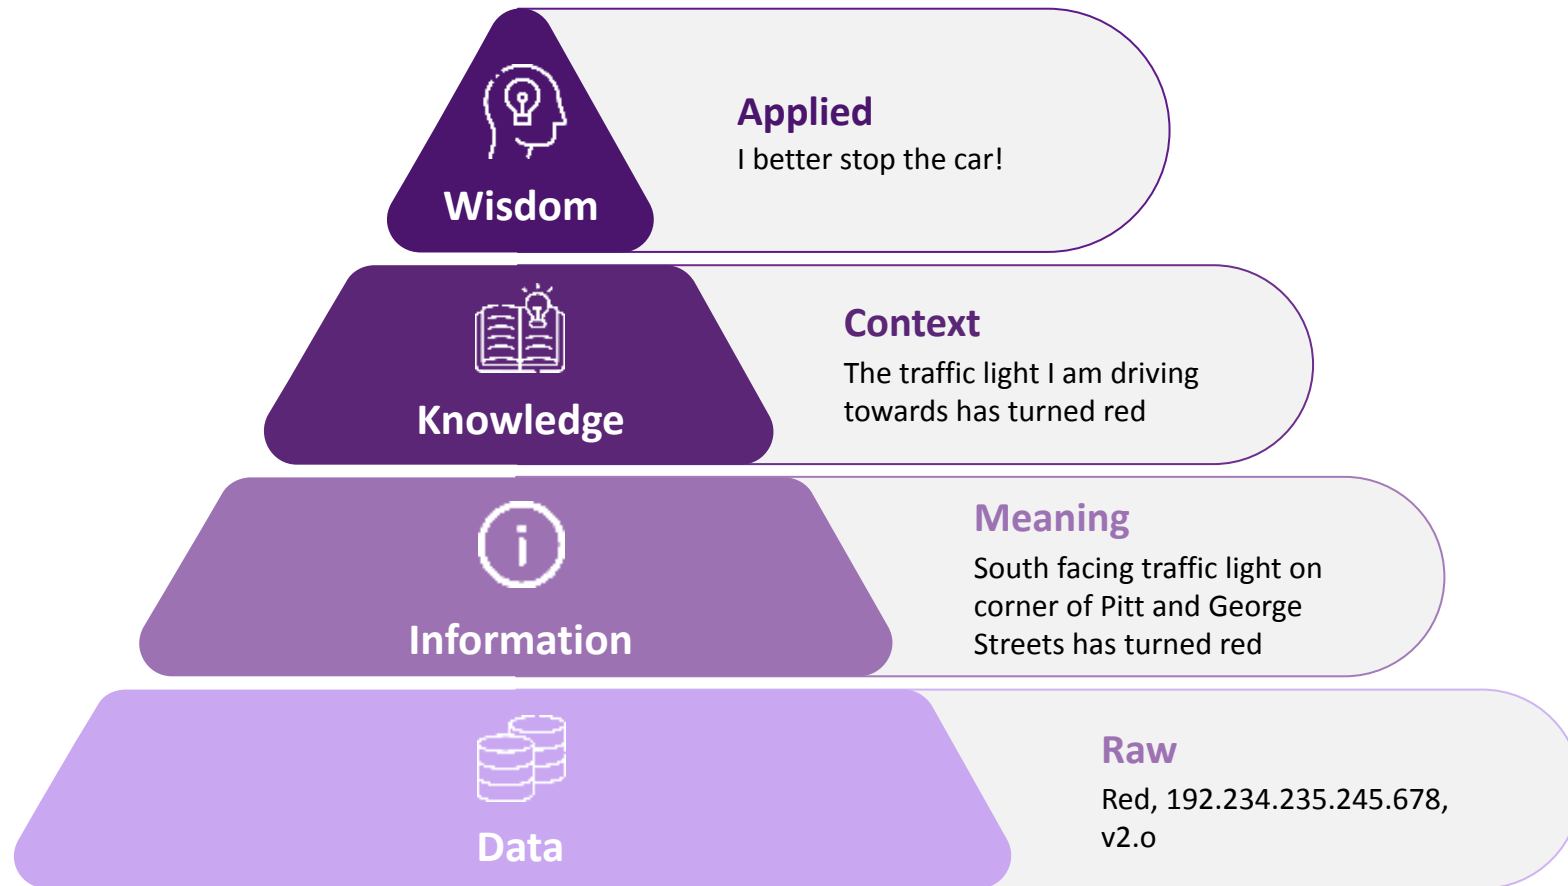 Wisdom
Applied
I better stop the car!
Knowledge
Context
The traffic light I am driving
towards has turned red
Information
Meaning
South facing traffic light on
corner of Pitt and George
Streets has turned red
Data
Raw
Red, 192.234.235.245.678,
v2.o